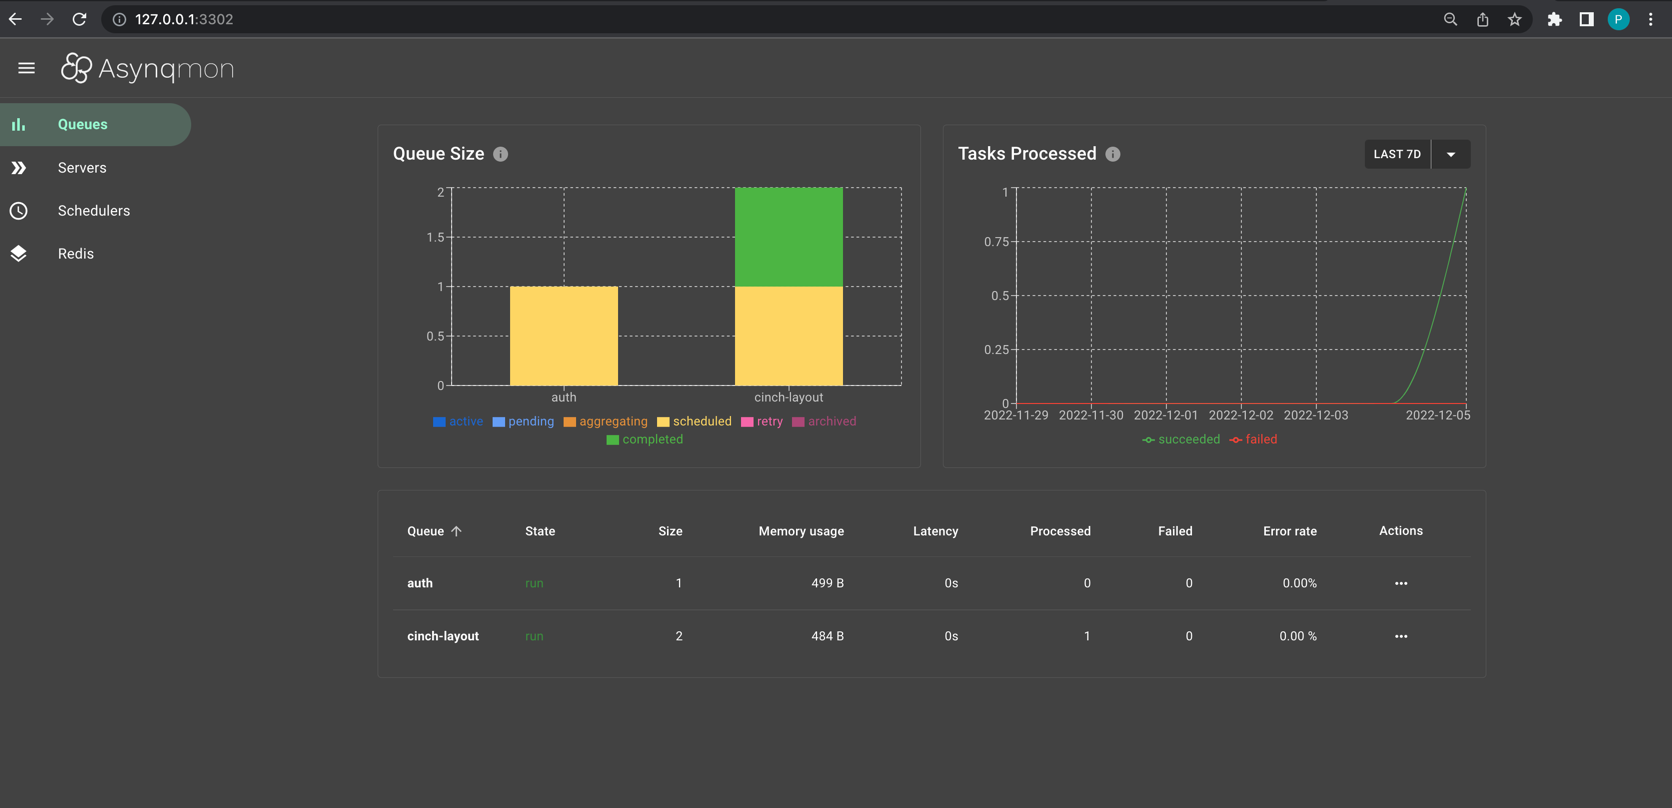 127.0.0.1:3302
P
Asynqmon
Queues
Servers
Schedulers
Redis
Queue Size
2
1.5
1
0.5
0
auth cinch-layout
active pending aggregating scheduled retry archived
completed
Tasks Processed
LAST 7D
1
0.75
0.5
0.25
0
2022-11-29 2022-11-30 2022-12-01 2022-12-02 2022-12-03 2022-12-05
succeeded failed
Queue State Size Memory usage Latency Processed Failed Error rate Actions
auth run 1 499 B 0s 0 0 0.00%
cinch-layout run 2 484 B 0s 1 0 0.00 %